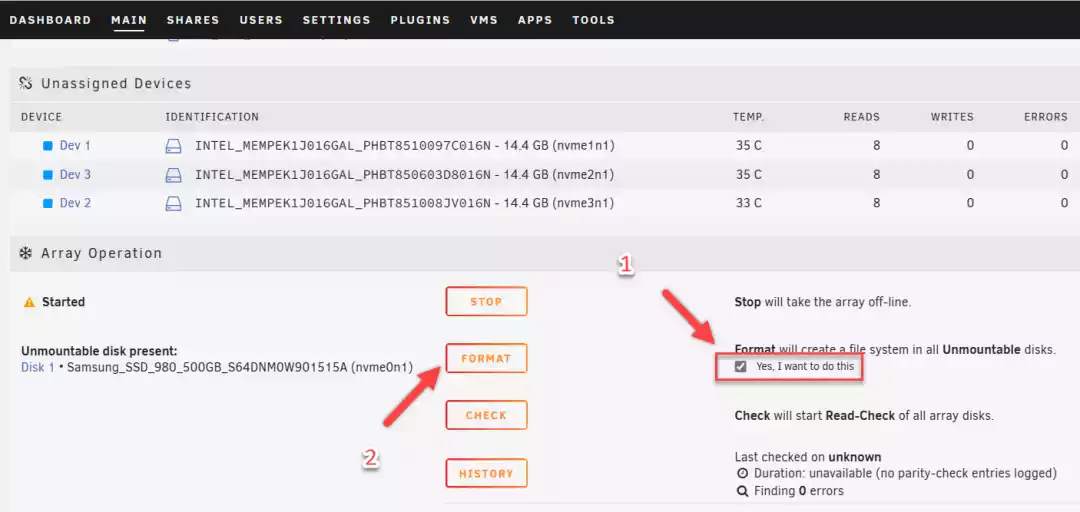 DASHBOARD MAIN SHARES USERS SETTINGS PLUGINS VMS APPS TOOLS
Unassigned Devices
DEVICE IDENTIFICATION TEMP. READS WRITES ERRORS
Dev 1 INTEL_MEMPEK1J016GAL_PHBT8510097C016N - 14.4 GB (nvme1n1) 35 C 8 0 0
Dev 3 INTEL_MEMPEK1J016GAL_PHBT850603D8016N - 14.4 GB (nvme2n1) 35 C 8 0 0
Dev 2 INTEL_MEMPEK1J016GAL_PHBT851008JV016N - 14.4 GB (nvme3n1) 33 C 8 0 0
Array Operation
1
Started STOP Stop will take the array off-line.
Unmountable disk present: FORMAT Format will create a file system in all Unmountable disks.
Disk 1 • Samsung_SSD_980_500GB_S64DNM0W901515A (nvme0n1) Yes, I want to do this
CHECK Check will start Read-Check of all array disks.
2
HISTORY Last checked on unknown
Duration: unavailable (no parity-check entries logged)
Finding 0 errors